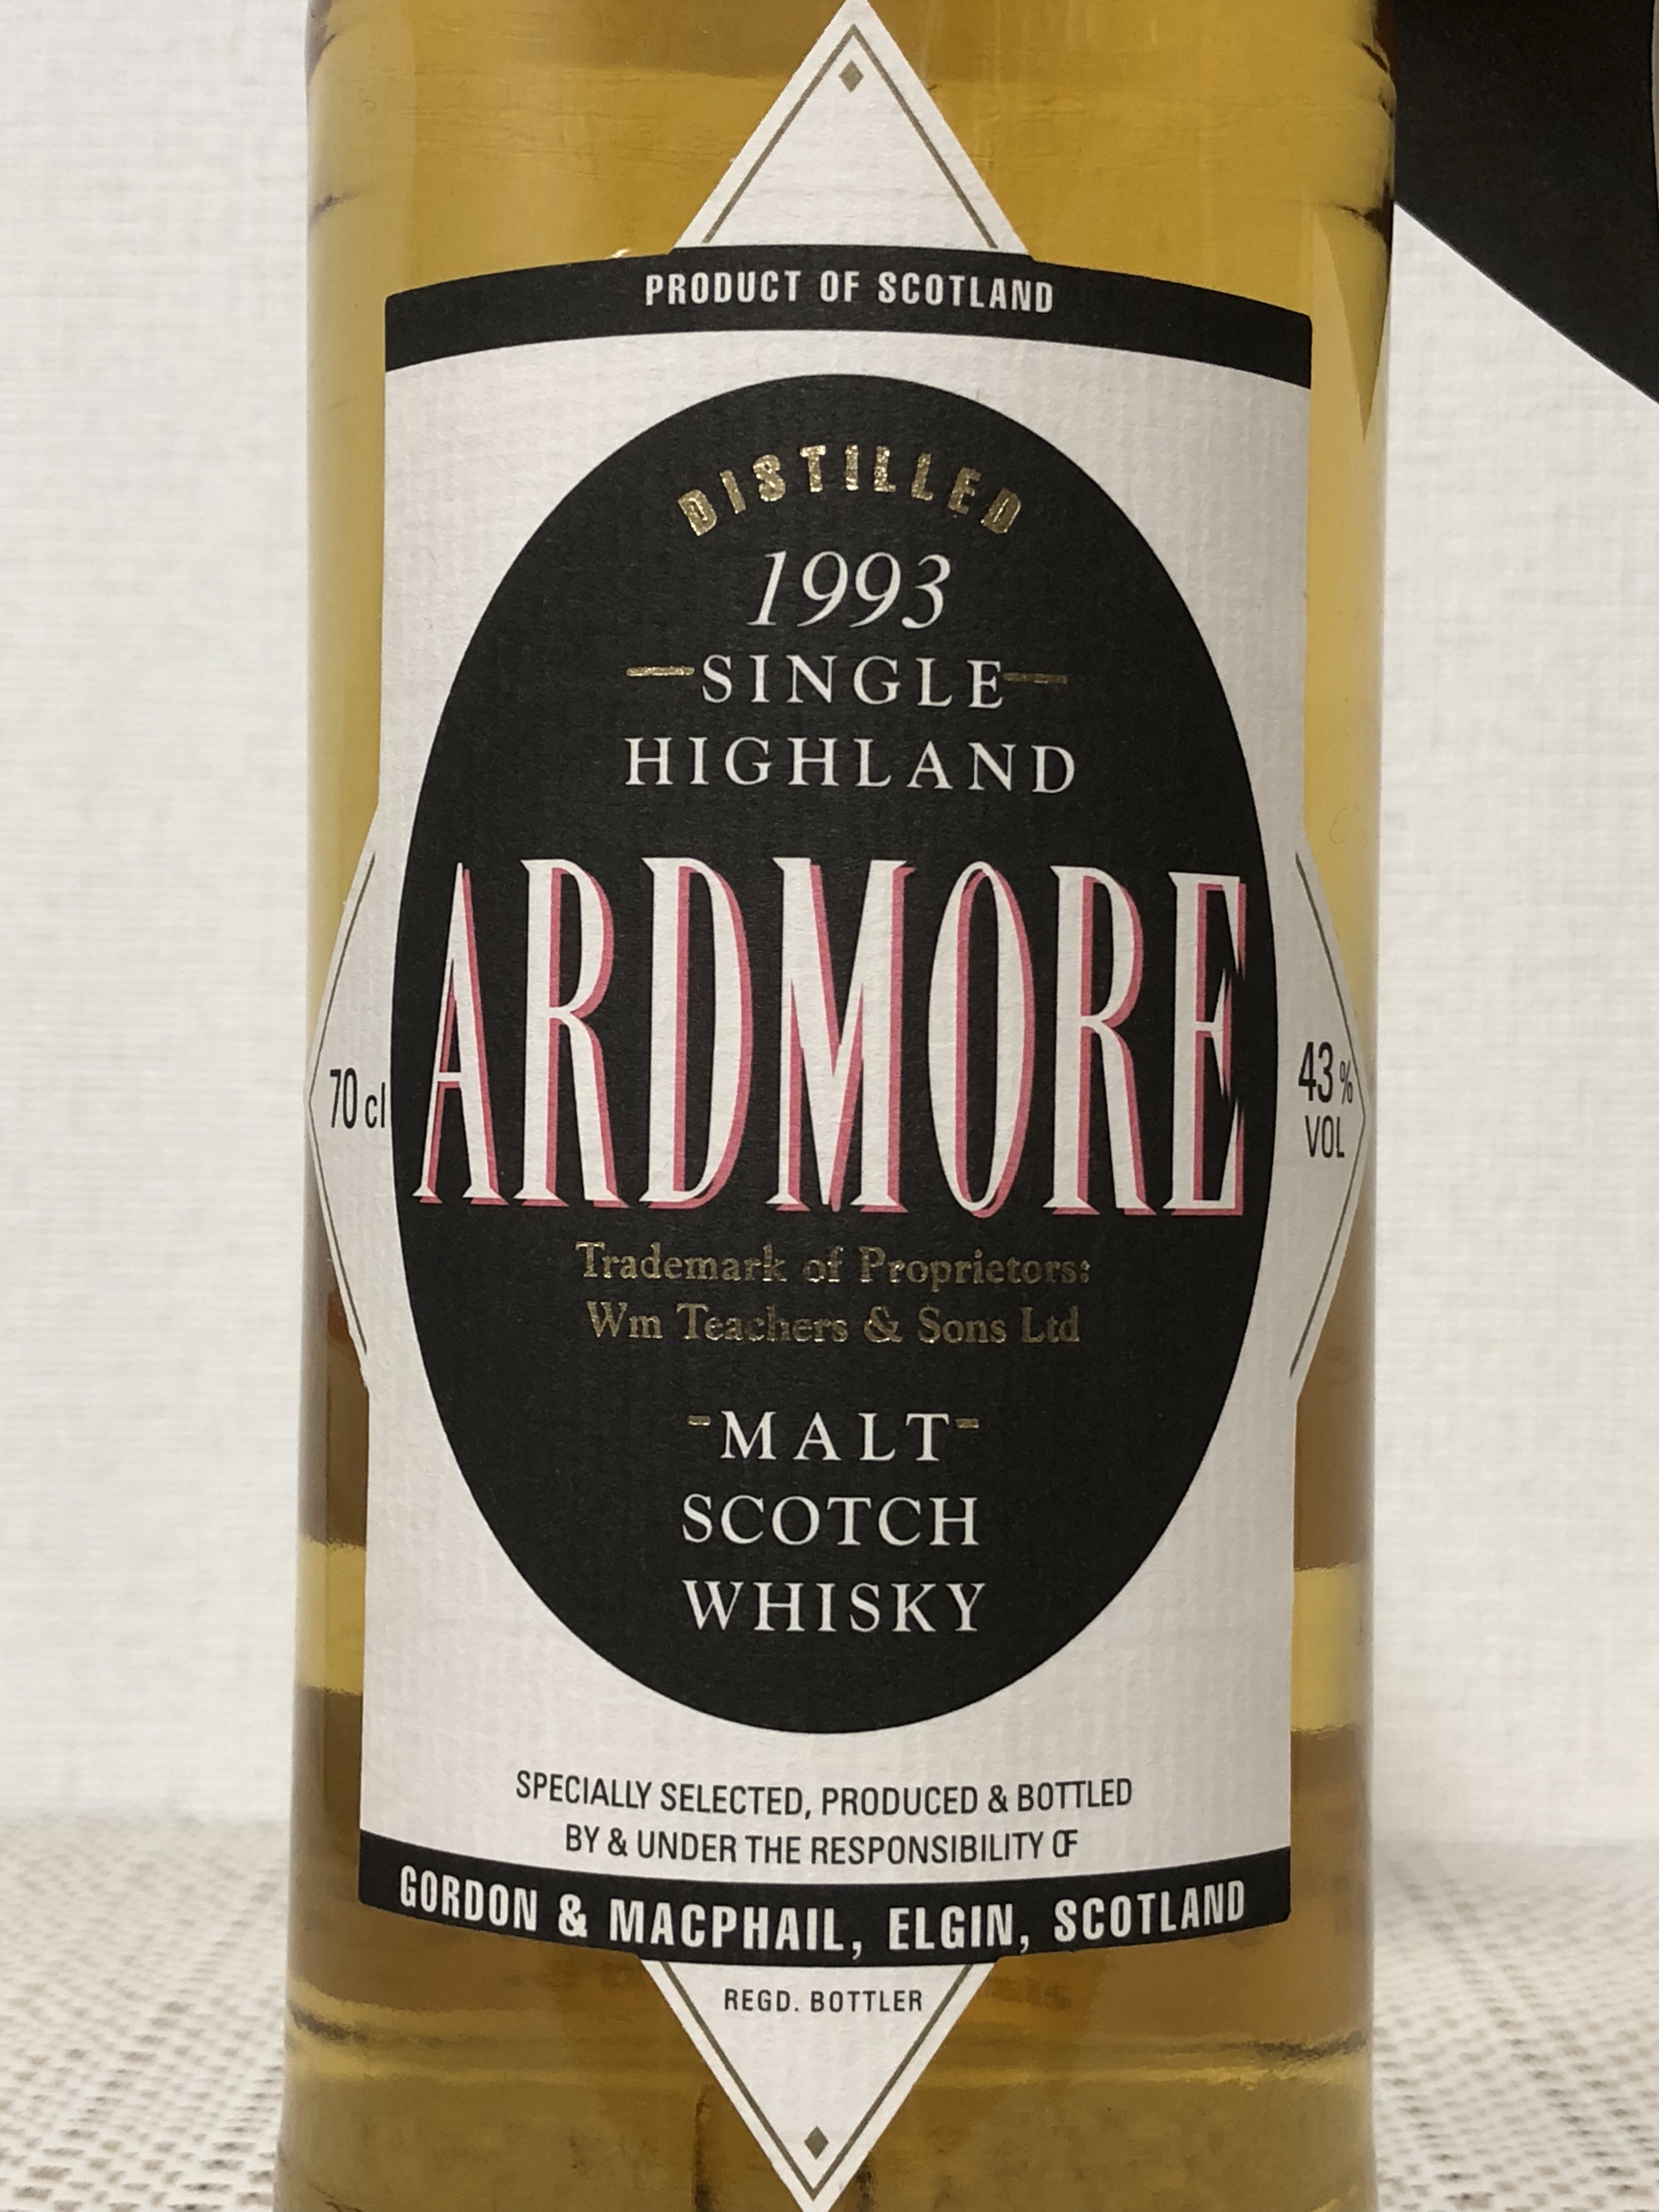 PRODUCT OF SCOTLAND
DISTILLED
1993
SINGLE
HIGHLAND
ARDMORE
70 cl
43% VOL
Trademark of Proprietors:
Wm Teachers & Sons Ltd
-MALT-
SCOTCH
WHISKY
SPECIALLY SELECTED, PRODUCED & BOTTLED
BY & UNDER THE RESPONSIBILITY OF
GORDON & MACPHAIL, ELGIN, SCOTLAND
REGD. BOTTLER